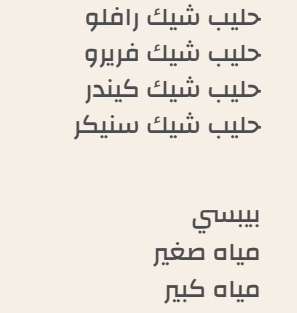 حليب شيك رافلو
حليب شيك فريرو
حليب شيك كيندر
حليب شيك سنيكر
بيبسي
مياه صغير
مياه كبير